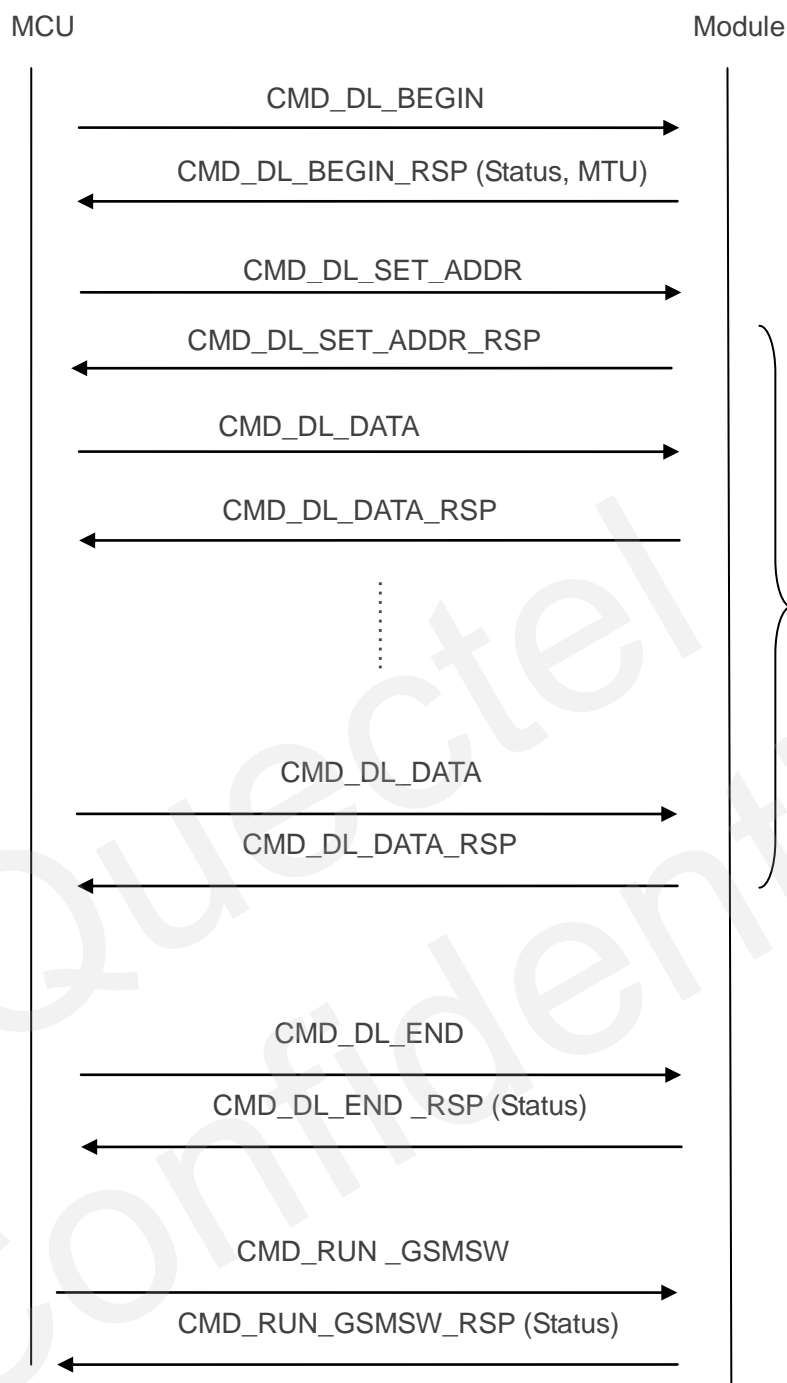 MCU
Module
CMD_DL_BEGIN
CMD_DL_BEGIN_RSP (Status, MTU)
CMD_DL_SET_ADDR
CMD_DL_SET_ADDR_RSP
CMD_DL_DATA
CMD_DL_DATA_RSP
CMD_DL_DATA
CMD_DL_DATA_RSP
CMD_DL_END
CMD_DL_END _RSP (Status)
CMD_RUN _GSMSW
CMD_RUN_GSMSW_RSP (Status)
Quectel